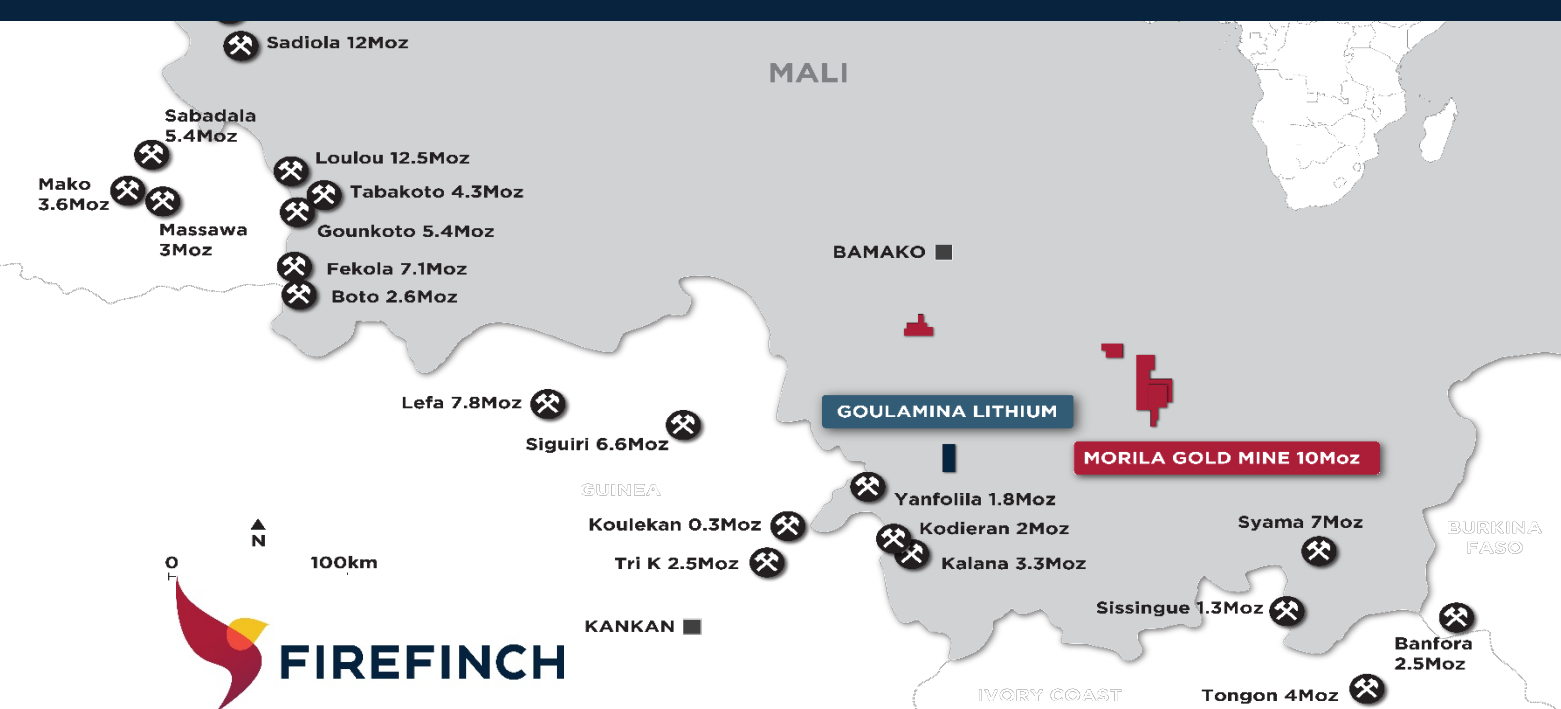 Sadiola 12Moz
MALI
Sabadala
5.4Moz
Loulou 12.5Moz
Mako
3.6Moz
Tabakoto 4.3Moz
Massawa
3Moz
Gounkoto 5.4Moz
BAMAKO
Fekola 7.1Moz
Boto 2.6Moz
Lefa 7.8Moz
GOULAMINA LITHIUM
Siguiri 6.6Moz
MORILA GOLD MINE 10Moz
GUINEA
Yanfolila 1.8Moz
Koulekan 0.3Moz
Kodieran 2Moz
Syama 7Moz
BURKINA
FASO
N
0
100km
Tri K 2.5Moz
Kalana 3.3Moz
Sissingue 1.3Moz
KANKAN
Banfora
2.5Moz
FIREFINCH
IVORY COAST
Tongon 4Moz